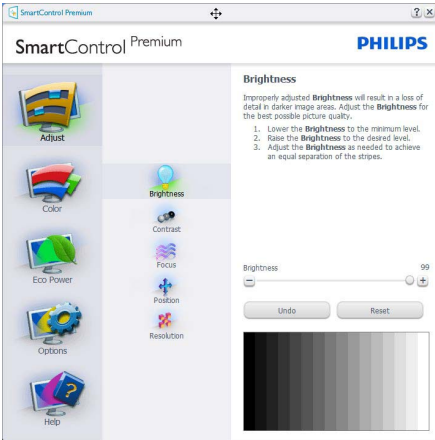 SmartControl Premium
SmartControl Premium
PHILIPS
Adjust
Color
Eco Power
Options
Help
Brightness
Contrast
Focus
Position
Resolution
Brightness
Improperly adjusted Brightness will result in a loss of
detail in darker image areas. Adjust the Brightness for
the best possible picture quality.
1. Lower the Brightness to the minimum level.
2. Raise the Brightness to the desired level.
3. Adjust the Brightness as needed to achieve
an equal separation of the stripes.
Brightness 99
Undo Reset